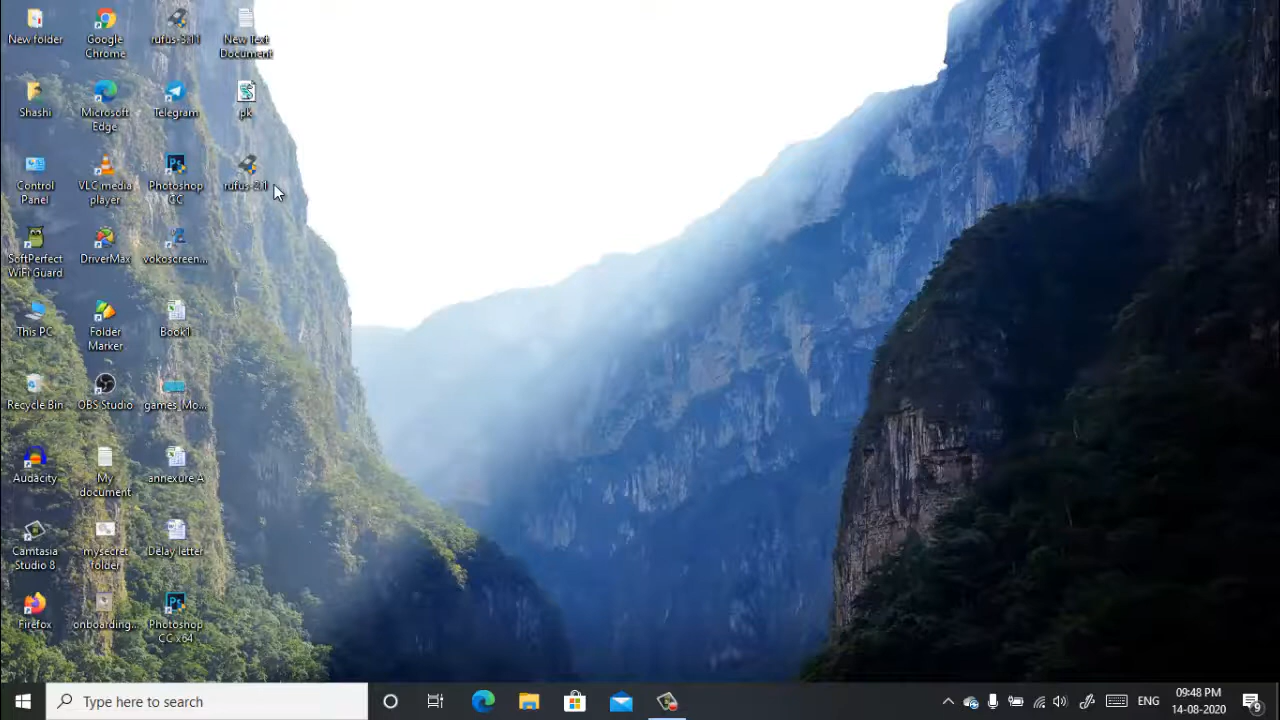 New folder
Google
Chrome
rufus-3.11
New Text
Document
Shashi
Microsoft
Edge
Telegram
pk
Control
Panel
VLC media
player
Photoshop
CC
rufus-2.1
SoftPerfect
WiFi Guard
DriverMax
vokoscreen...
This PC
Folder
Marker
Book1
Recycle Bin
OBS Studio
games_Mo...
Audacity
My
document
annexure A
Camtasia
Studio 8
mysecret
folder
Delay letter
Firefox
onboarding...
Photoshop
CC x64
Type here to search
ENG
09:48 PM
14-08-2020
9